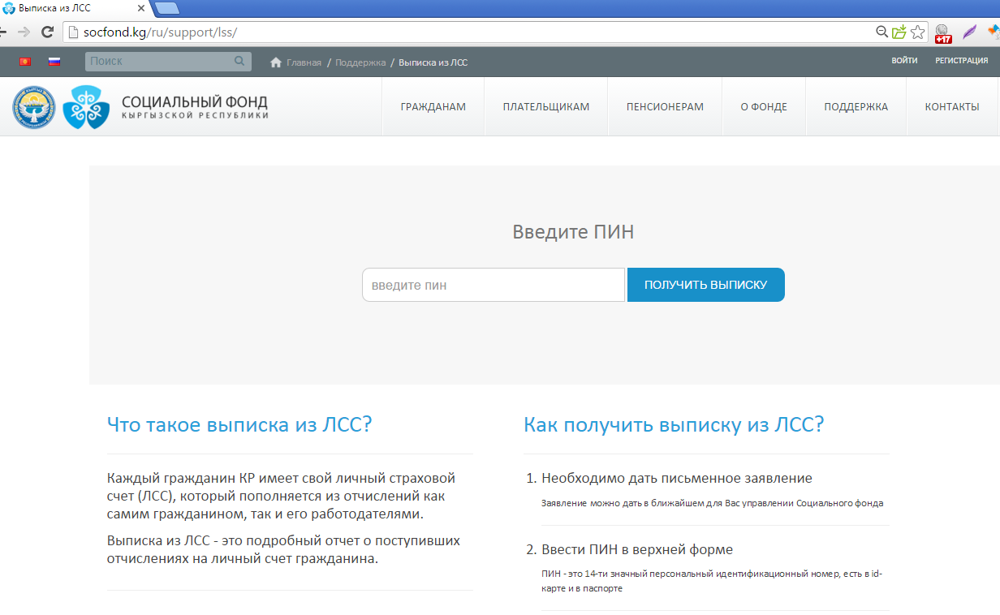 Выписка из ЛСС
socfond.kg/ru/support/lss/
+17
Поиск
Главная / Поддержка / Выписка из ЛСС
ВОЙТИ
РЕГИСТРАЦИЯ
СОЦИАЛЬНЫЙ ФОНД
КЫРГЫЗСКОЙ РЕСПУБЛИКИ
ГРАЖДАНАМ
ПЛАТЕЛЬЩИКАМ
ПЕНСИОНЕРАМ
О ФОНДЕ
ПОДДЕРЖКА
КОНТАКТЫ
Введите ПИН
введите пин
ПОЛУЧИТЬ ВЫПИСКУ
Что такое выписка из ЛСС?
Каждый гражданин КР имеет свой личный страховой
счет (ЛСС), который пополняется из отчислений как
самим гражданином, так и его работодателями.
Выписка из ЛСС - это подробный отчет о поступивших
отчислениях на личный счет гражданина.
Как получить выписку из ЛСС?
1. Необходимо дать письменное заявление
Заявление можно дать в ближайшем для Вас управлении Социального фонда
2. Ввести ПИН в верхней форме
ПИН - это 14-ти значный персональный идентификационный номер, есть в id-
карте и в паспорте